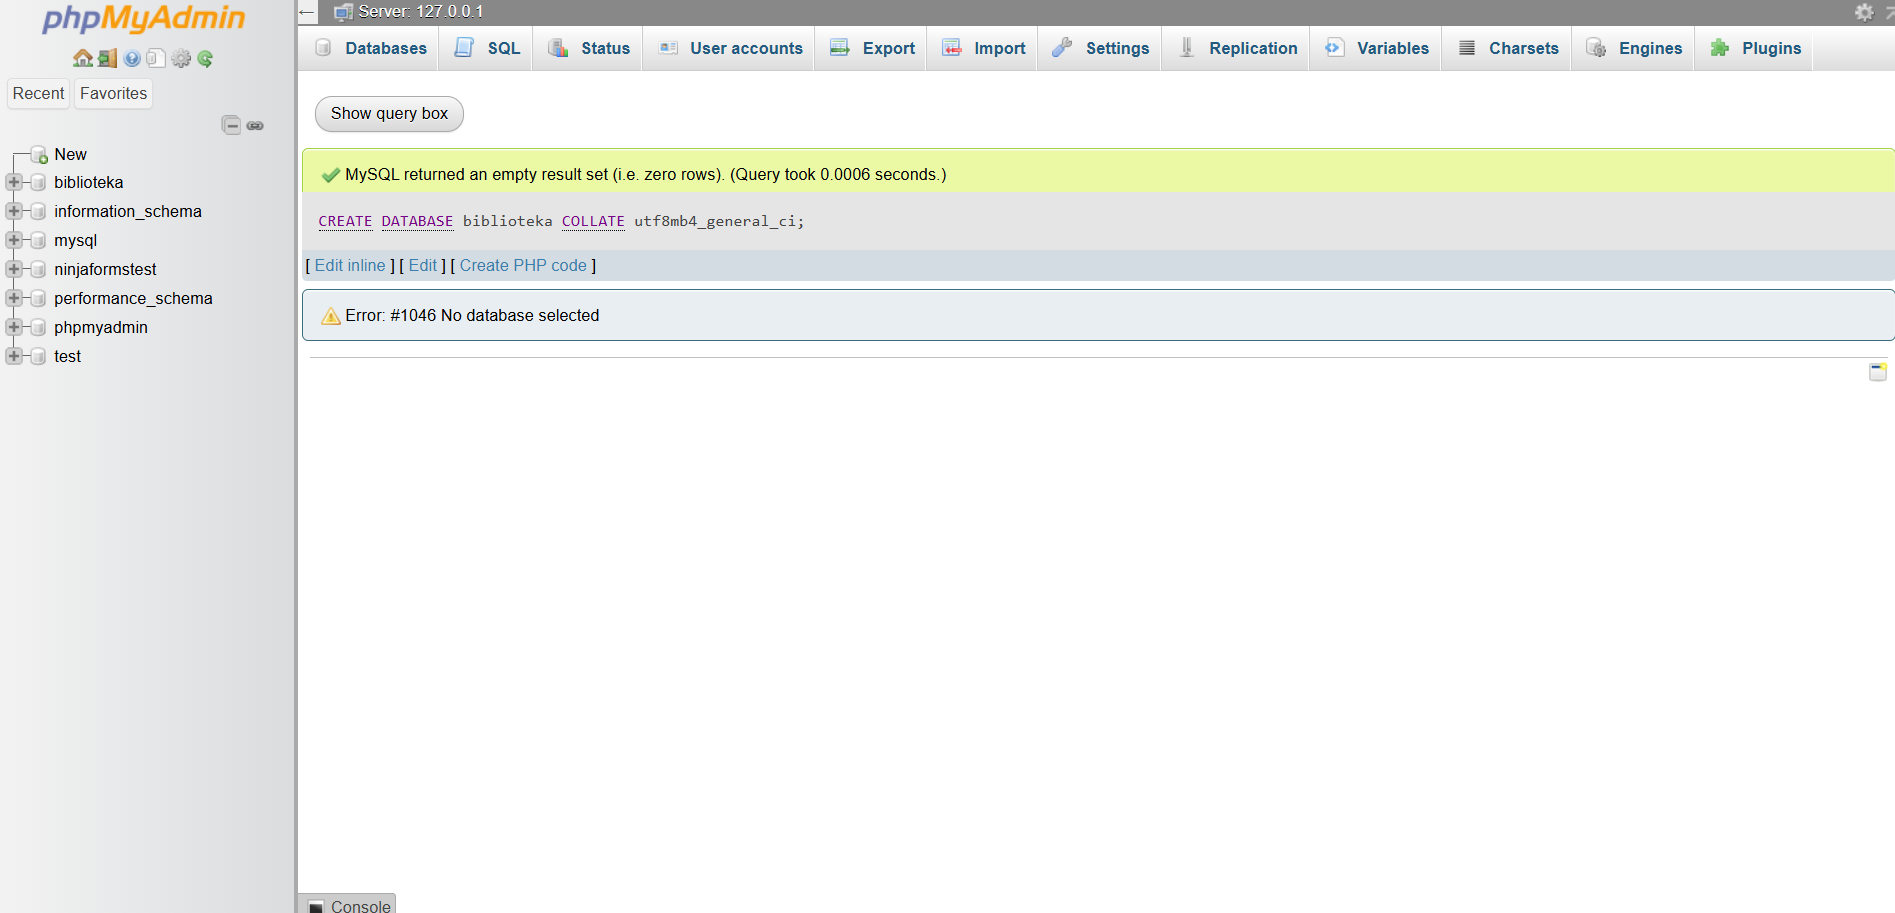 phpMyAdmin
Recent
Favorites
New
biblioteka
information_schema
mysql
ninjaformstest
performance_schema
phpmyadmin
test
Server: 127.0.0.1
Databases
SQL
Status
User accounts
Export
Import
Settings
Replication
Variables
Charsets
Engines
Plugins
Show query box
MySQL returned an empty result set (i.e. zero rows). (Query took 0.0006 seconds.)
CREATE DATABASE biblioteka COLLATE utf8mb4_general_ci;
[ Edit inline ] [ Edit ] [ Create PHP code ]
Error: #1046 No database selected
Console